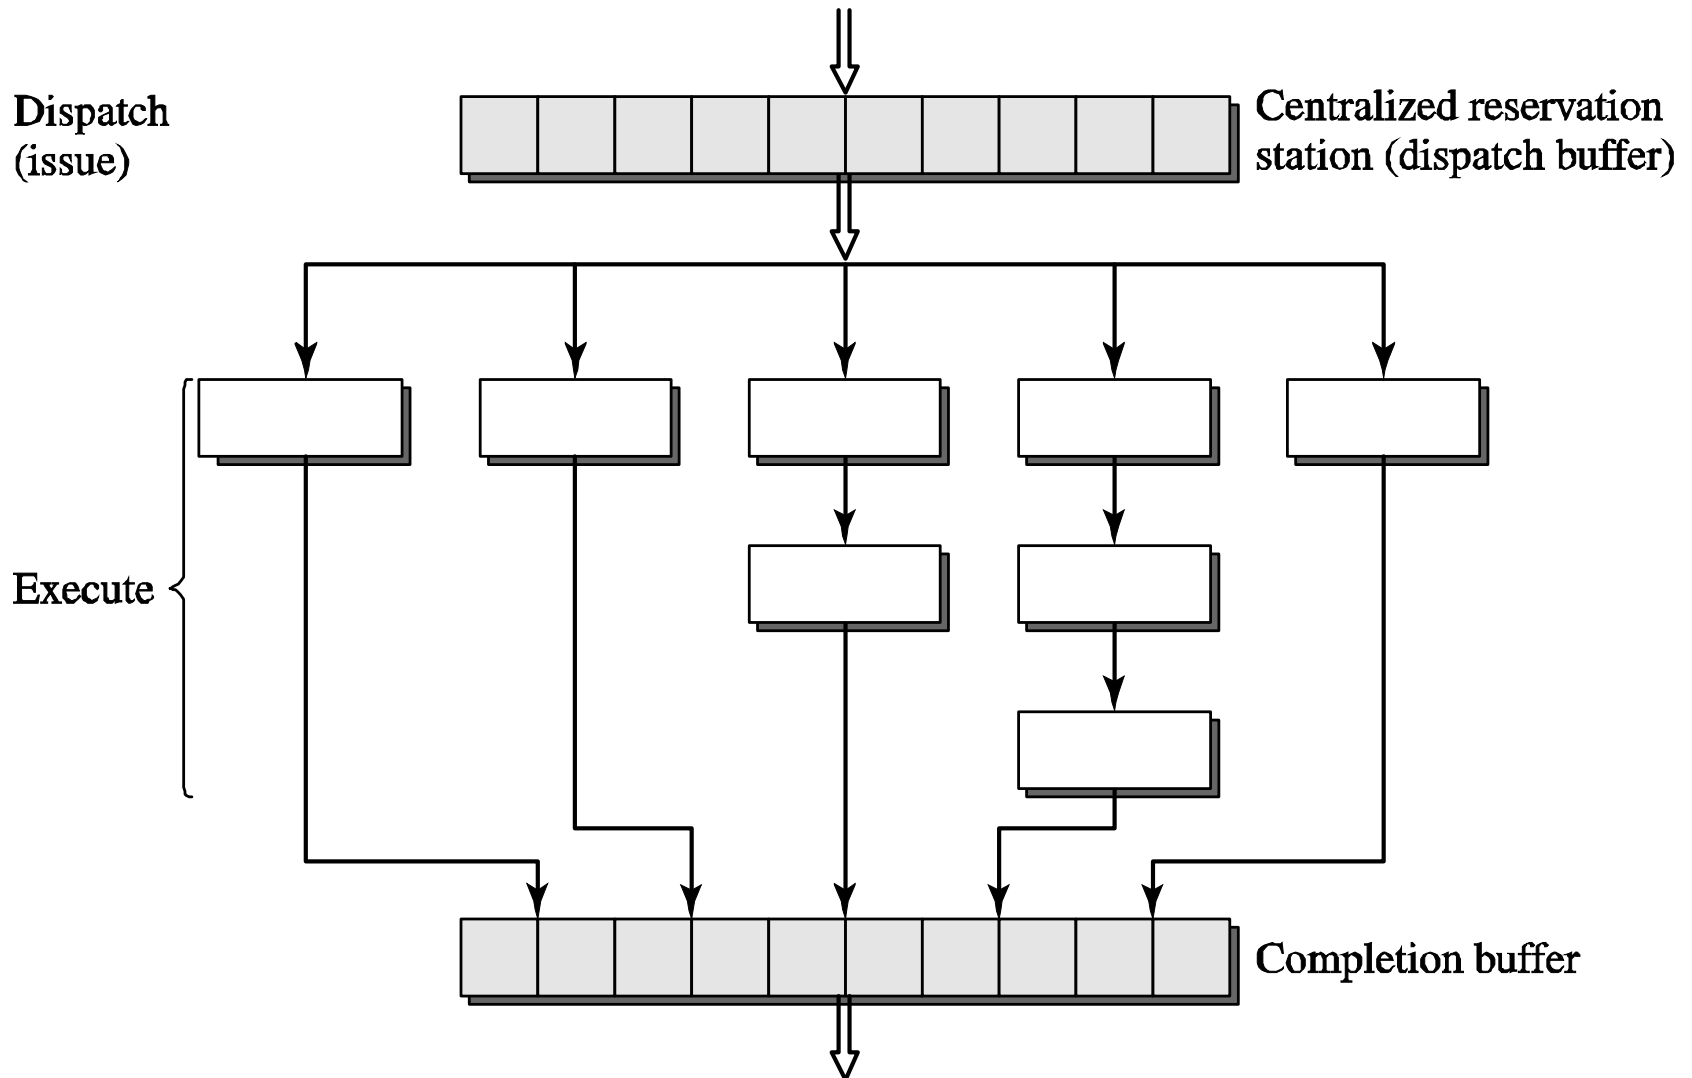 Dispatch
(issue)
Centralized reservation
station (dispatch buffer)
Execute
Completion buffer